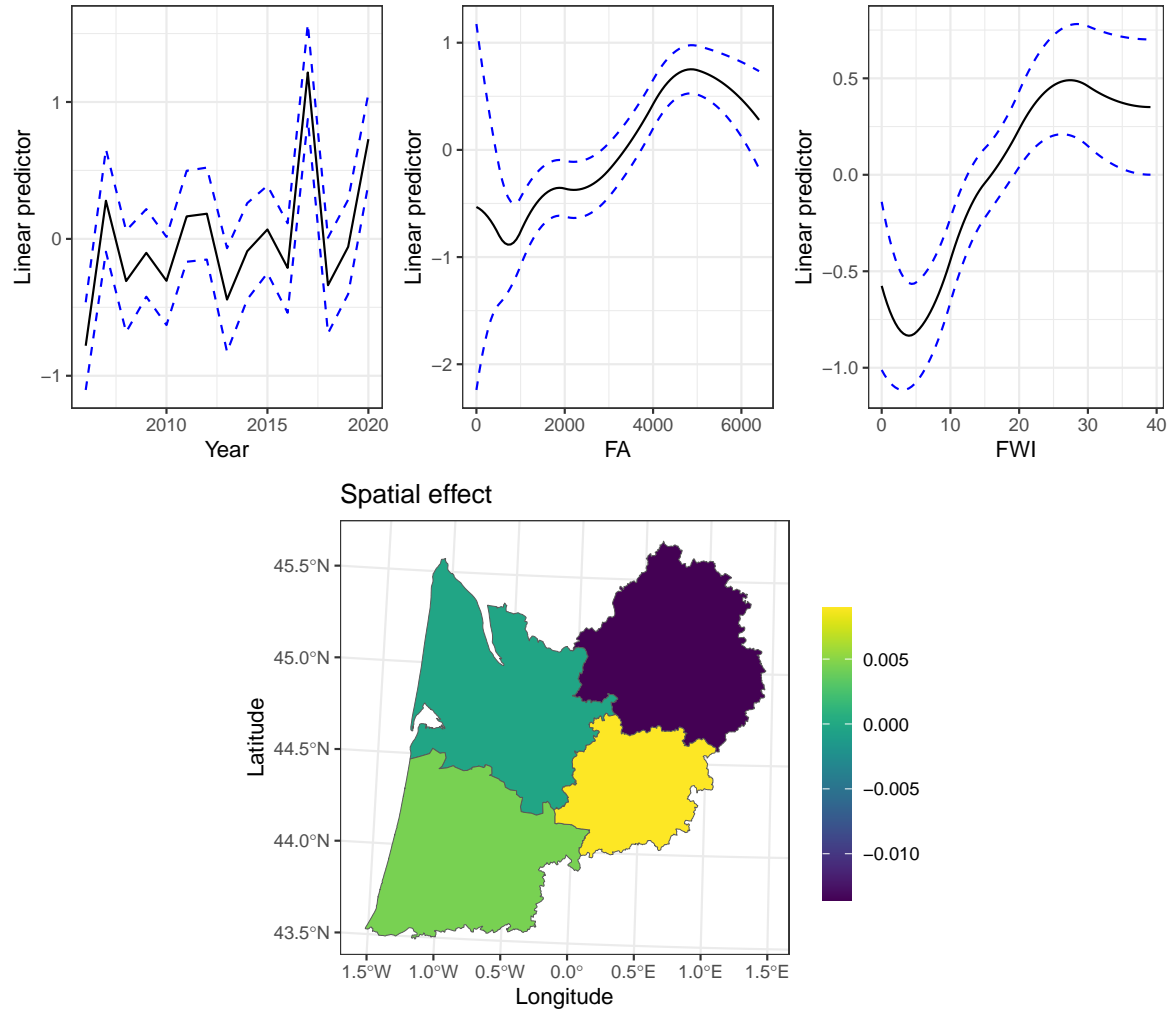 Linear predictor
1
0
−1
2010
2015
2020
Year
Linear predictor
1
0
−1
−2
0
2000
4000
6000
FA
Linear predictor
0.5
0.0
−0.5
−1.0
0
10
20
30
40
FWI
Spatial effect
Latitude
45.5°N
45.0°N
44.5°N
44.0°N
43.5°N
1.5°W
1.0°W
0.5°W
0.0°
0.5°E
1.0°E
1.5°E
Longitude
0.005
0.000
−0.005
−0.010